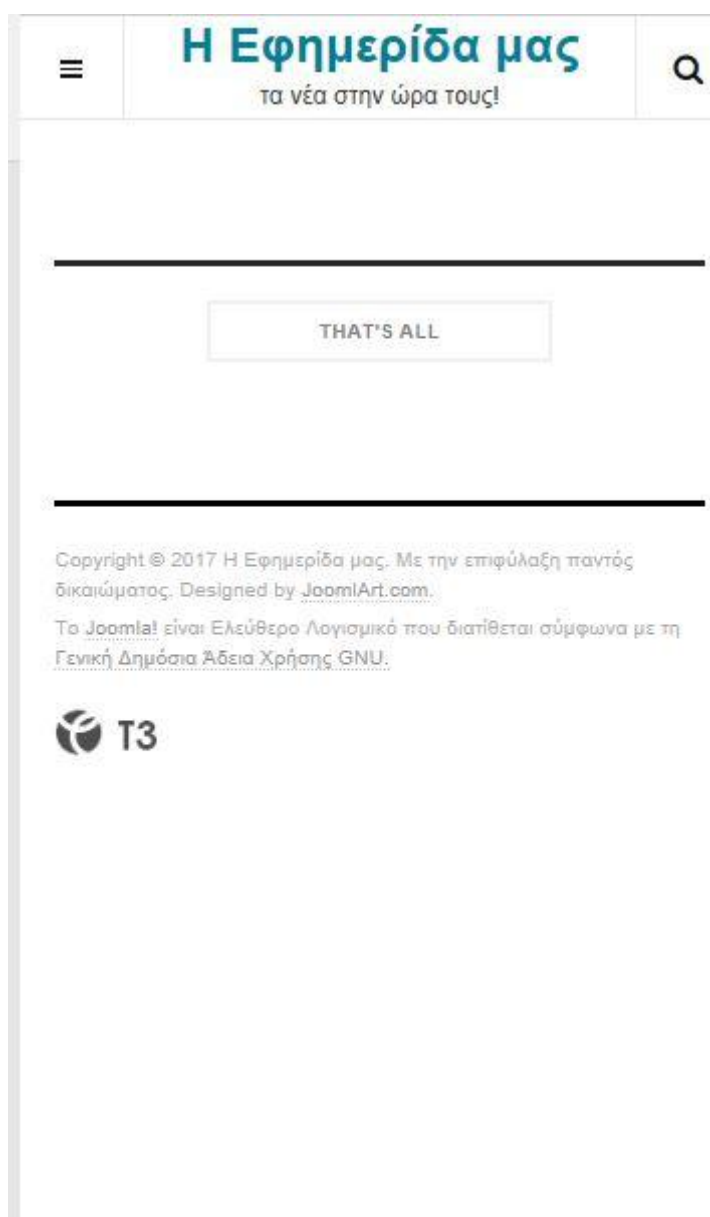 Η Εφημερίδα μας
τα νέα στην ώρα τους!
THAT'S ALL
Copyright © 2017 Η Εφημερίδα μας. Με την επιφύλαξη παντός
δικαιώματος. Designed by JoomlArt.com.
Το Joomla! είναι Ελεύθερο Λογισμικό που διατίθεται σύμφωνα με τη
Γενική Δημόσια Άδεια Χρήσης GNU.
T3